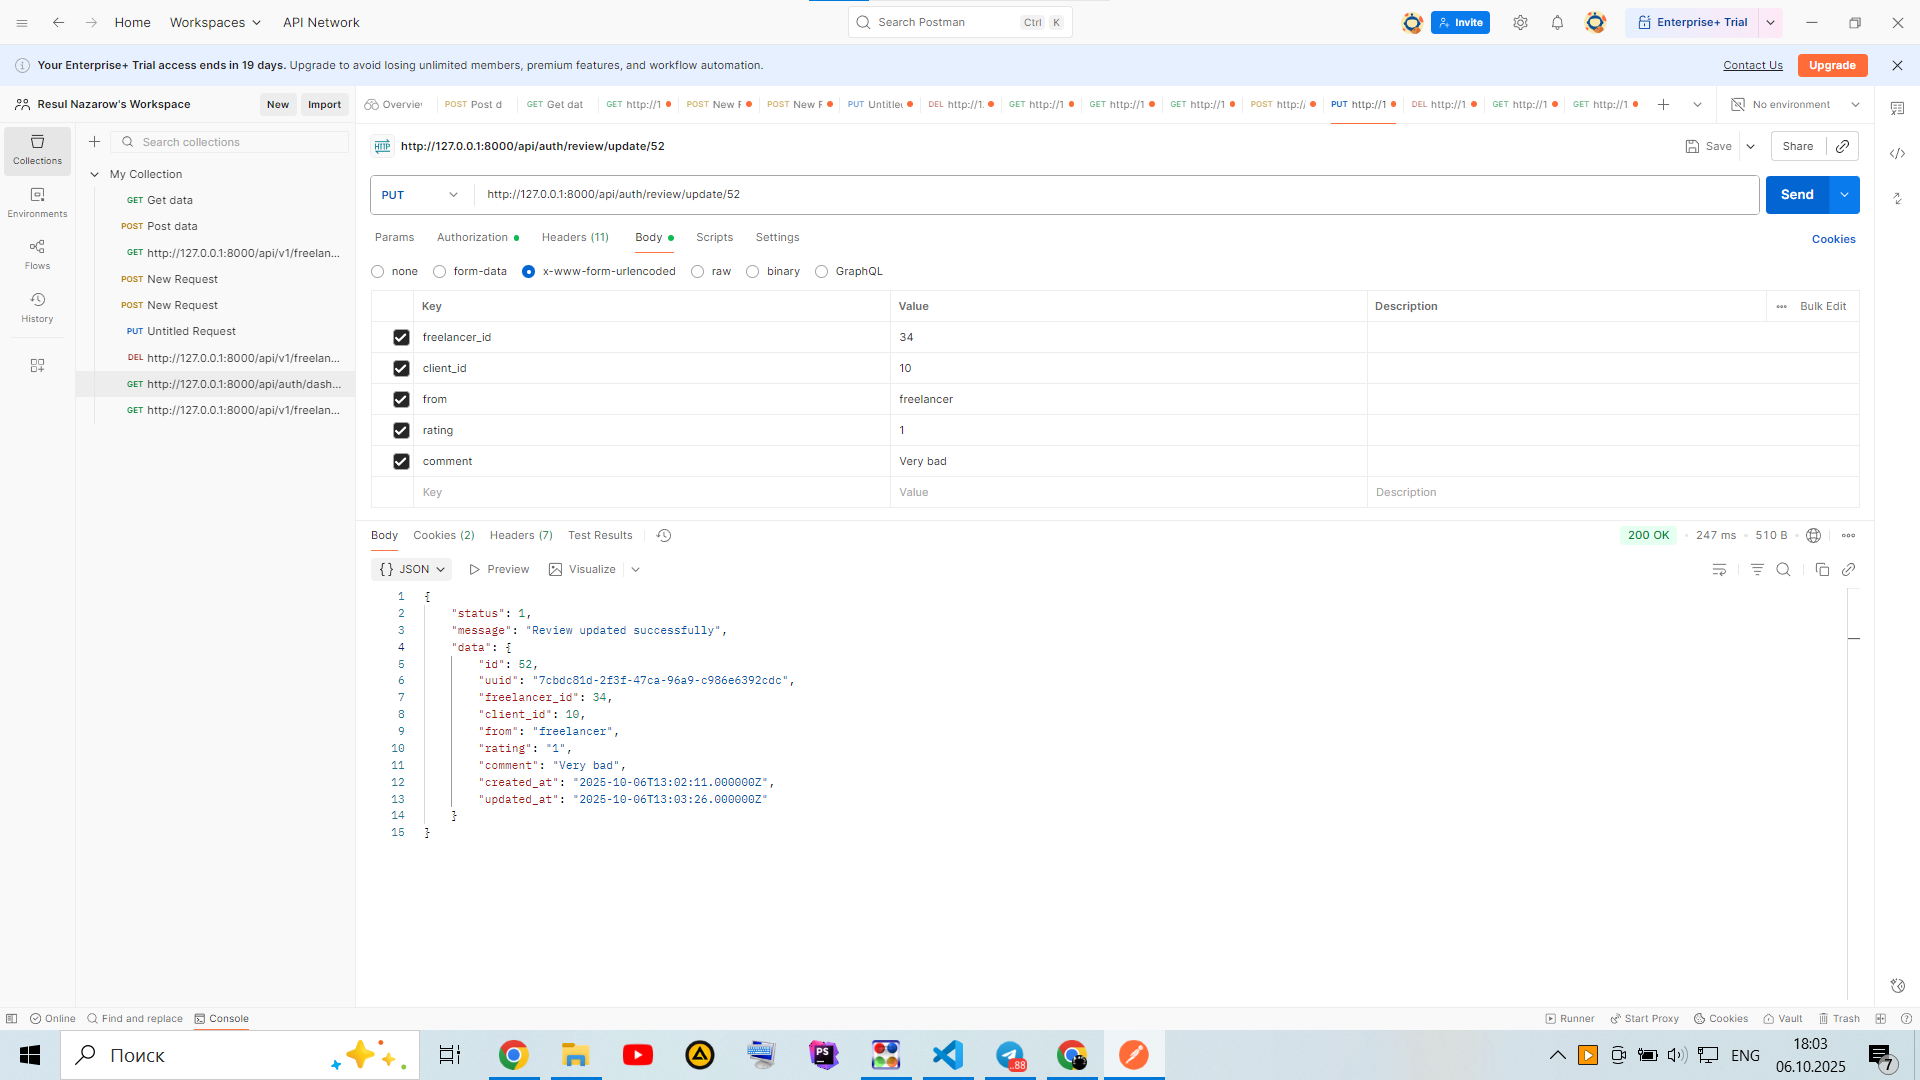 Home
Workspaces
API Network
Search Postman
Ctrl K
Invite
Enterprise+ Trial
Your Enterprise+ Trial access ends in 19 days. Upgrade to avoid losing unlimited members, premium features, and workflow automation.
Contact Us
Upgrade
Resul Nazarow's Workspace
New
Import
Overvie
POST Post d
GET Get dat
GET http://1
POST New F
POST New F
PUT Untitle
DEL http://1.
GET http://1
GET http://1
GET http://1
POST http:/
PUT http://1
DEL http://1.
GET http://1
GET http://1
No environment
Collections
Environments
Flows
History
Search collections
My Collection
GET Get data
POST Post data
GET http://127.0.0.1:8000/api/v1/freelan...
POST New Request
POST New Request
PUT Untitled Request
DEL http://127.0.0.1:8000/api/v1/freelan...
GET http://127.0.0.1:8000/api/auth/dash...
GET http://127.0.0.1:8000/api/v1/freelan...
HTTP
http://127.0.0.1:8000/api/auth/review/update/52
Save
Share
PUT
http://127.0.0.1:8000/api/auth/review/update/52
Send
Params
Authorization
Headers (11)
Body
Scripts
Settings
Cookies
none
form-data
x-www-form-urlencoded
raw
binary
GraphQL
Key Value Description
Bulk Edit
freelancer_id 34
client_id 10
from freelancer
rating 1
comment Very bad
Key Value Description
Body
Cookies (2)
Headers (7)
Test Results
200 OK
247 ms
510 B
{} JSON
Preview
Visualize
1 {
2 "status": 1,
3 "message": "Review updated successfully",
4 "data": {
5 "id": 52,
6 "uuid": "7cbdc81d-2f3f-47ca-96a9-c986e6392cdc",
7 "freelancer_id": 34,
8 "client_id": 10,
9 "from": "freelancer",
10 "rating": "1",
11 "comment": "Very bad",
12 "created_at": "2025-10-06T13:02:11.000000Z",
13 "updated_at": "2025-10-06T13:03:26.000000Z"
14 }
15 }
Online
Find and replace
Console
Runner
Start Proxy
Cookies
Vault
Trash
Поиск
PS
..88
ENG
18:03
06.10.2025
7